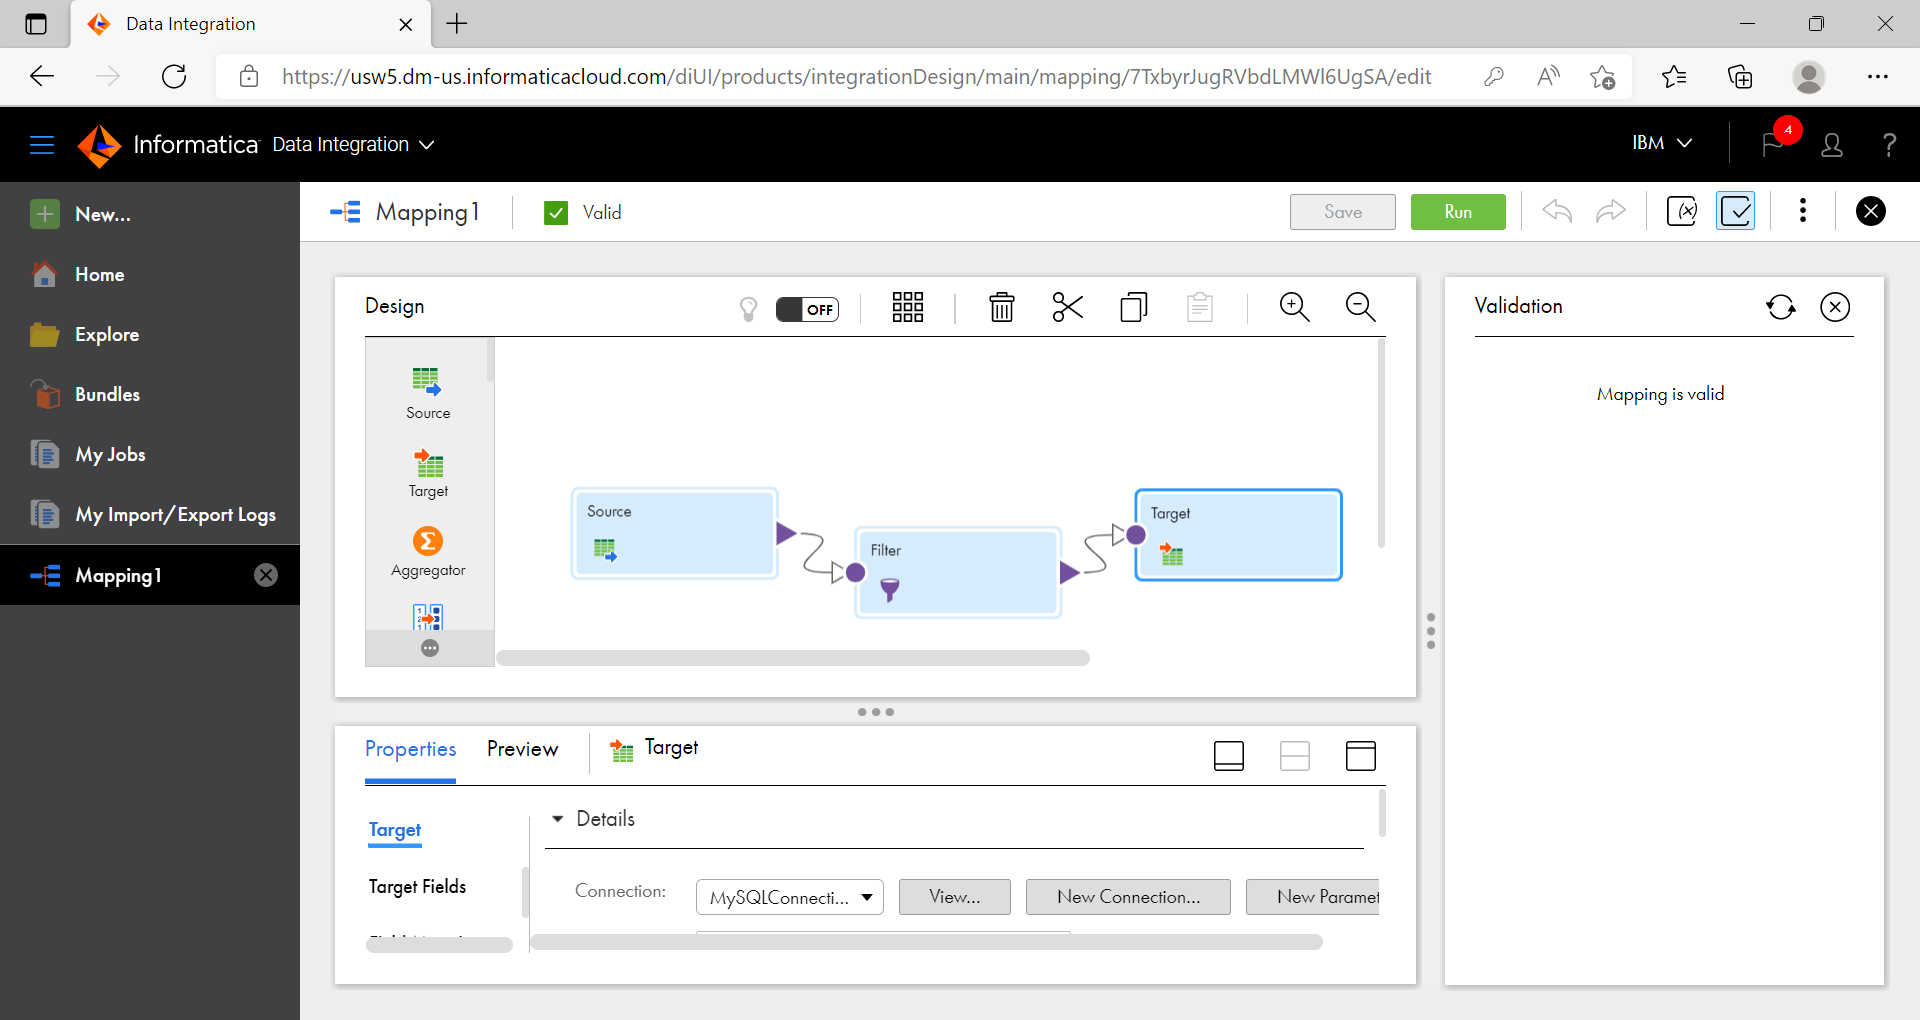 Data Integration
https://usw5.dm-us.informaticacloud.com/diUI/products/integrationDesign/main/mapping/7TxbyrJugRVbdLMWl6UgSA/edit
Informatica Data Integration
IBM
4
?
New...
Home
Explore
Bundles
My Jobs
My Import/Export Logs
Mapping1
Mapping1
Valid
Save
Run
Design
OFF
Source
Target
Aggregator
Source
Filter
Target
Validation
Mapping is valid
Properties
Preview
Target
Target
Target Fields
Details
Connection:
MySQLConnecti...
View...
New Connection...
New Paramet